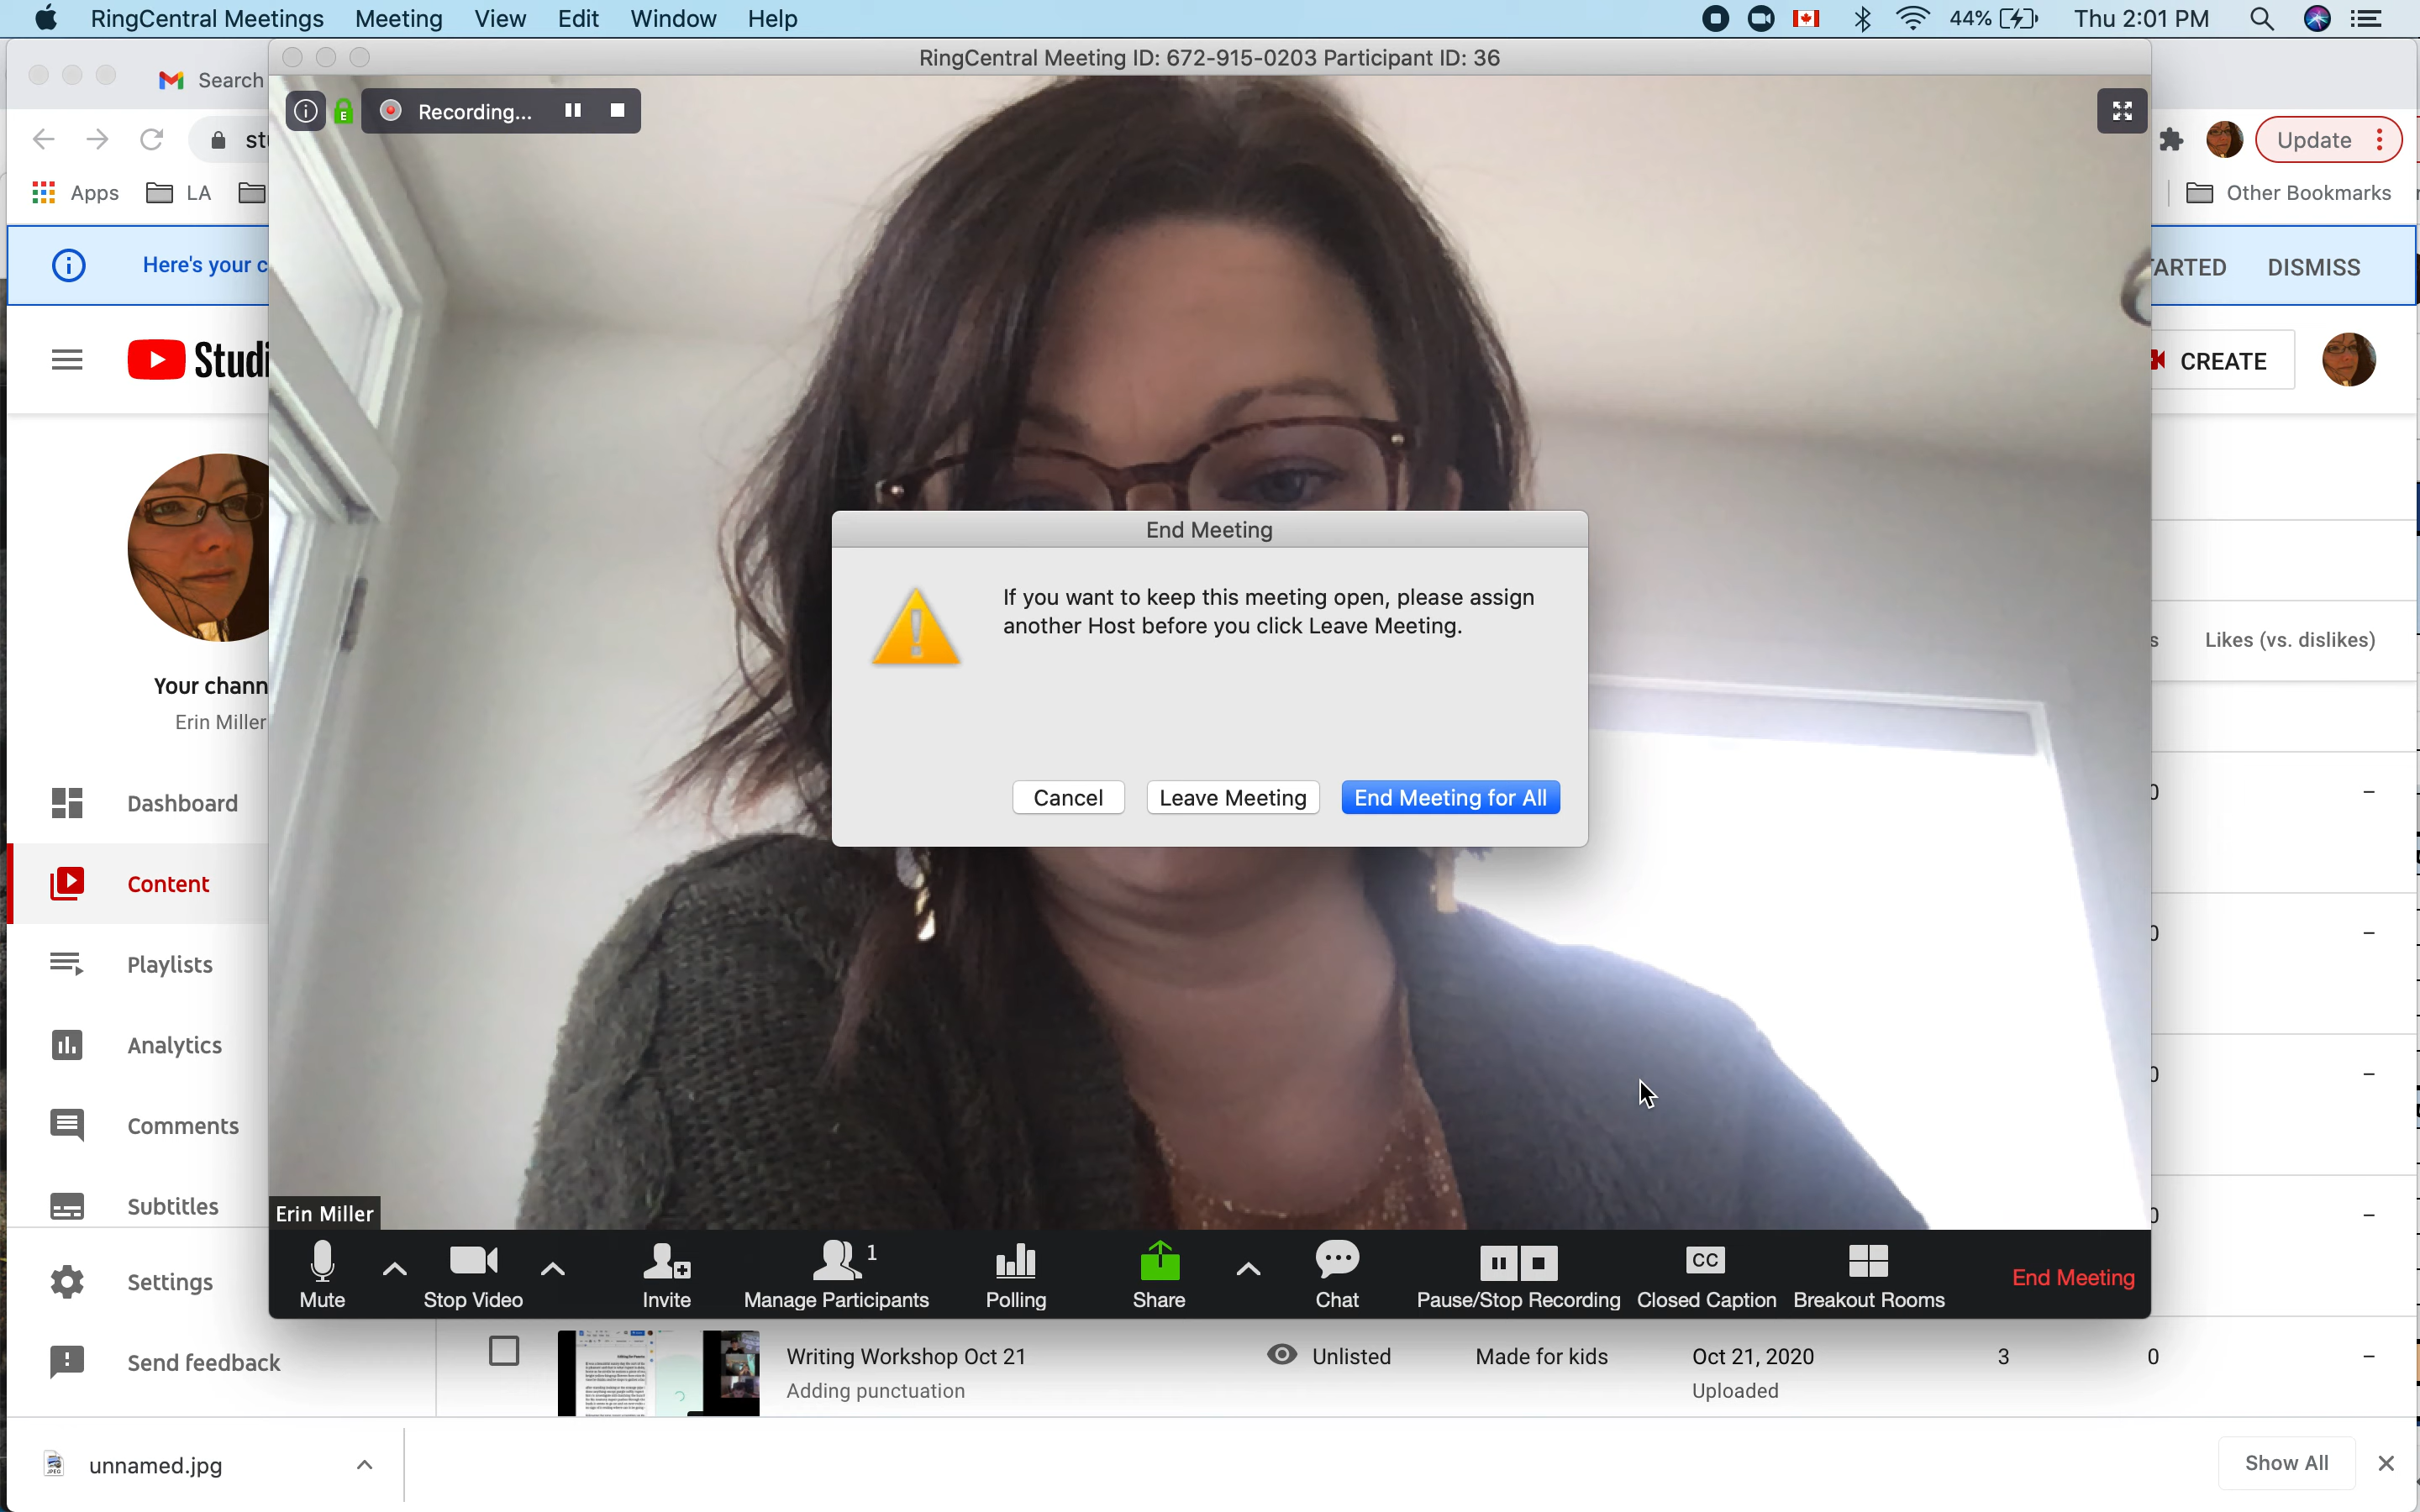 RingCentral Meetings Meeting View Edit Window Help 44% Thu 2:01 PM
RingCentral Meeting ID: 672-915-0203 Participant ID: 36
Search
Recording...
Update
Apps LA Other Bookmarks
Here's your c ARTED DISMISS
Studi CREATE
End Meeting
If you want to keep this meeting open, please assign
another Host before you click Leave Meeting.
Cancel Leave Meeting End Meeting for All
Likes (vs. dislikes)
Your chann
Erin Miller
Dashboard
Content
Playlists
Analytics
Comments
Subtitles
Settings
Send feedback
Erin Miller
1
Mute Stop Video Invite Manage Participants Polling Share Chat Pause/Stop Recording CC Closed Caption Breakout Rooms End Meeting
Writing Workshop Oct 21 Unlisted Made for kids Oct 21, 2020 3 0 –
Adding punctuation Uploaded
unnamed.jpg Show All